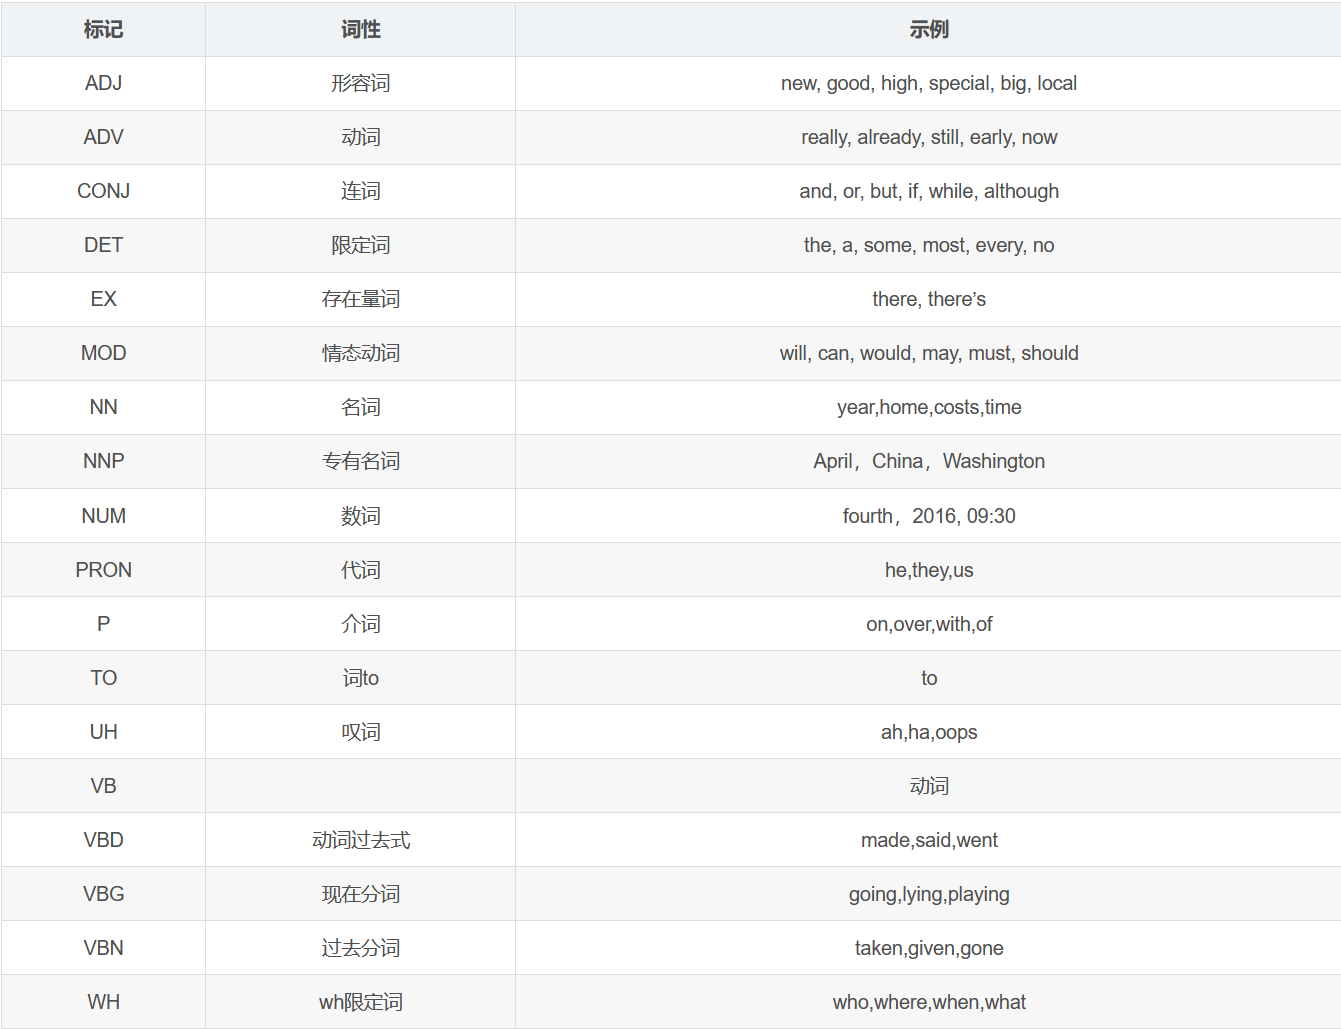 标记 词性 示例
ADJ 形容词 new, good, high, special, big, local
ADV 动词 really, already, still, early, now
CONJ 连词 and, or, but, if, while, although
DET 限定词 the, a, some, most, every, no
EX 存在量词 there, there’s
MOD 情态动词 will, can, would, may, must, should
NN 名词 year,home,costs,time
NNP 专有名词 April，China，Washington
NUM 数词 fourth，2016, 09:30
PRON 代词 he,they,us
P 介词 on,over,with,of
TO 词to to
UH 叹词 ah,ha,oops
VB 动词
VBD 动词过去式 made,said,went
VBG 现在分词 going,lying,playing
VBN 过去分词 taken,given,gone
WH wh限定词 who,where,when,what